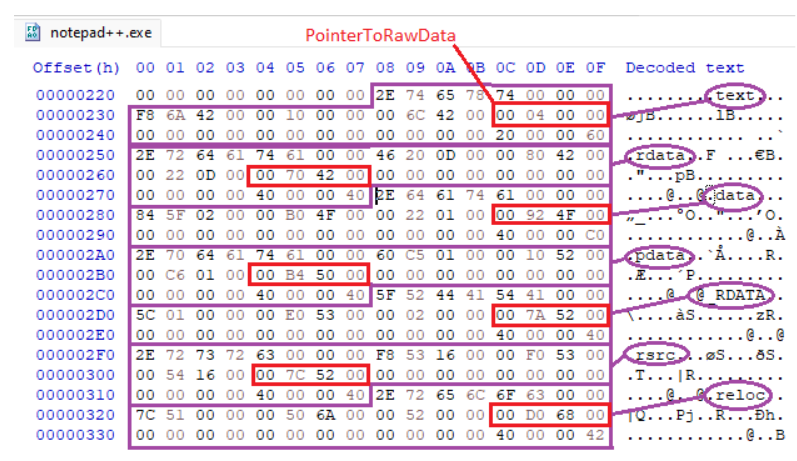 notepad++.exe
PointerToRawData
Offset(h) 00 01 02 03 04 05 06 07 08 09 0A 0B 0C 0D 0E 0F Decoded text
00000220 00 00 00 00 00 00 00 00 2E 74 65 78 74 00 00 00 .........text...
00000230 F8 6A 42 00 00 10 00 00 00 6C 42 00 00 04 00 00 øjB......lB.....
00000240 00 00 00 00 00 00 00 00 00 00 00 00 20 00 00 60 ............ ..`
00000250 2E 72 64 61 74 61 00 00 46 20 0D 00 00 80 42 00 .rdata..F ...€B.
00000260 00 22 0D 00 00 70 42 00 00 00 00 00 00 00 00 00 ."...pB.........
00000270 00 00 00 00 40 00 00 40 2E 64 61 74 61 00 00 00 ....@..@.data...
00000280 84 5F 02 00 00 B0 4F 00 00 22 01 00 00 92 4F 00 „_...°O.."...’O.
00000290 00 00 00 00 00 00 00 00 00 00 00 00 40 00 00 C0 ............@..À
000002A0 2E 70 64 61 74 61 00 00 60 C5 01 00 00 10 52 00 .pdata..`Å....R.
000002B0 00 C6 01 00 00 B4 50 00 00 00 00 00 00 00 00 00 .Æ...´P.........
000002C0 00 00 00 00 40 00 00 40 5F 52 44 41 54 41 00 00 ....@..@_RDATA..
000002D0 5C 01 00 00 00 E0 53 00 00 02 00 00 00 7A 52 00 \....àS......zR.
000002E0 00 00 00 00 00 00 00 00 00 00 00 00 40 00 00 40 ............@..@
000002F0 2E 72 73 72 63 00 00 00 F8 53 16 00 00 F0 53 00 .rsrc...øS...ðS.
00000300 00 54 16 00 00 7C 52 00 00 00 00 00 00 00 00 00 .T...|R.........
00000310 00 00 00 00 40 00 00 40 2E 72 65 6C 6F 63 00 00 ....@..@.reloc..
00000320 7C 51 00 00 00 50 6A 00 00 52 00 00 00 D0 68 00 |Q...Pj..R...Ðh.
00000330 00 00 00 00 00 00 00 00 00 00 00 00 40 00 00 42 ............@..B